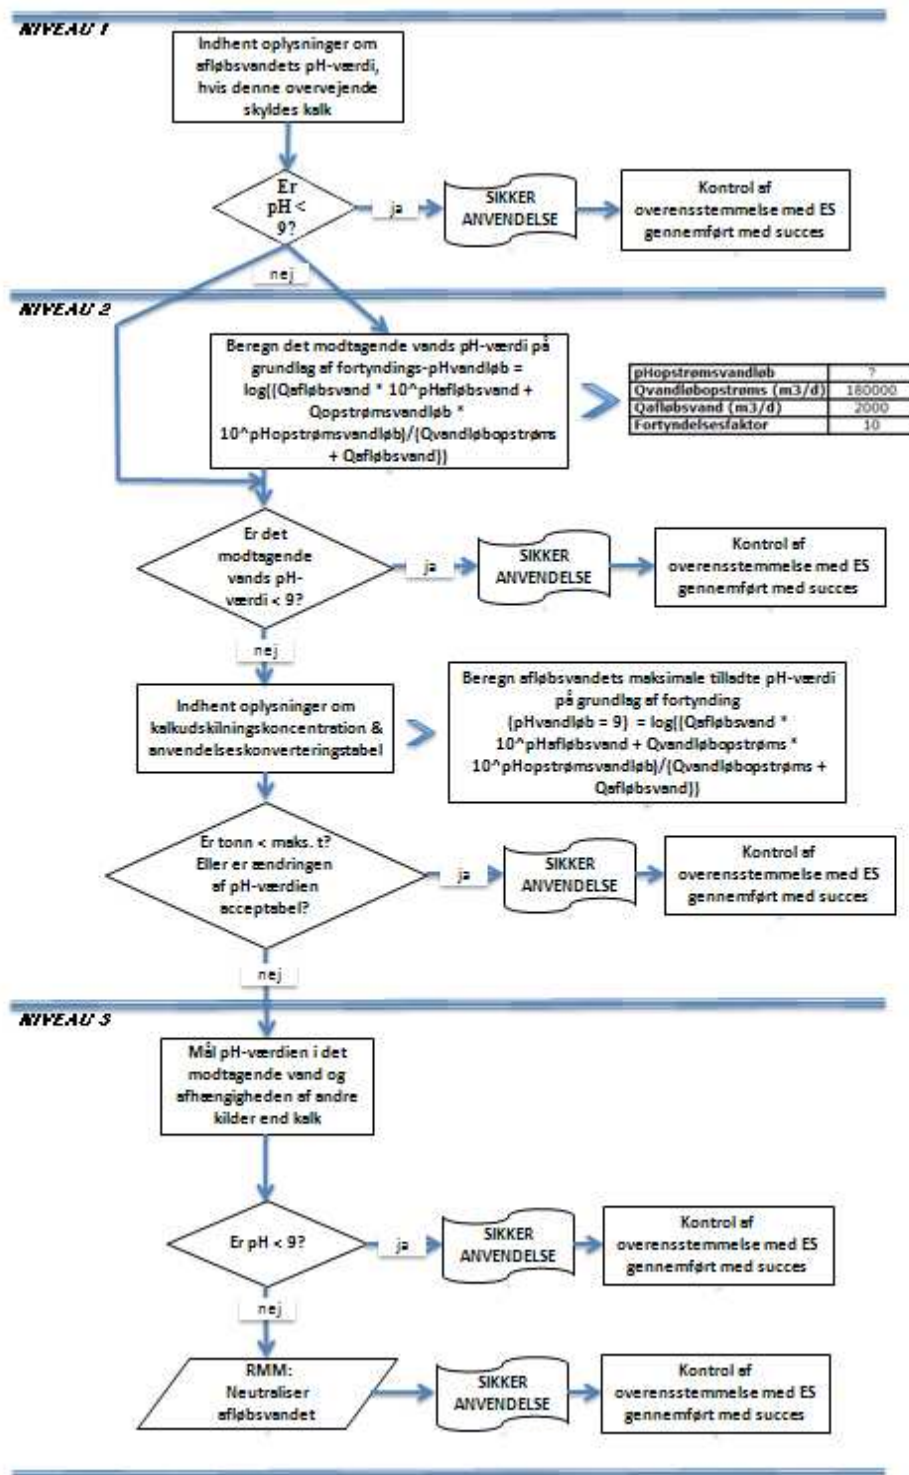 NIVEAU 1
Indhent oplysninger om
afløbsvandets pH-værdi,
hvis denne overvejende
skyldes kalk
Er
pH <
9?
ja
SIKKER
ANVENDELSE
Kontrol af
overensstemmelse med ES
gennemført med succes
nej
NIVEAU 2
Beregn det modtagende vands pH-værdi på
grundlag af fortyndings-pHvandløb =
log((Qafløbsvand * 10^pHafløbsvand +
Qopstrømsvandløb *
10^pHopstrømsvandløb)/(Qvandløbopstrøms
+ Qafløbsvand))
pHopstrømsvandløb ?
Qvandløbopstrøms (m3/d) 180000
Qafløbsvand (m3/d) 2000
Fortyndelsesfaktor 10
Er det
modtagende
vands pH-
værdi < 9?
ja
SIKKER
ANVENDELSE
Kontrol af
overensstemmelse med ES
gennemført med succes
nej
Indhent oplysninger om
kalkudskilningskoncentration &
anvendelseskonverteringstabel
Beregn afløbsvandets maksimale tilladte pH-værdi
på grundlag af fortynding
(pHvandløb = 9) = log((Qafløbsvand *
10^pHafløbsvand + Qvandløbopstrøms *
10^pHopstrømsvandløb)/(Qvandløbopstrøms +
Qafløbsvand))
Er tonn < maks. t?
Eller er ændringen
af pH-værdien
acceptabel?
ja
SIKKER
ANVENDELSE
Kontrol af
overensstemmelse med ES
gennemført med succes
nej
NIVEAU 3
Mål pH-værdien i det
modtagende vand og
afhængigheden af andre
kilder end kalk
Er pH < 9?
ja
SIKKER
ANVENDELSE
Kontrol af
overensstemmelse med ES
gennemført med succes
nej
RMM:
Neutraliser
afløbsvandet
SIKKER
ANVENDELSE
Kontrol af
overensstemmelse med ES
gennemført med succes